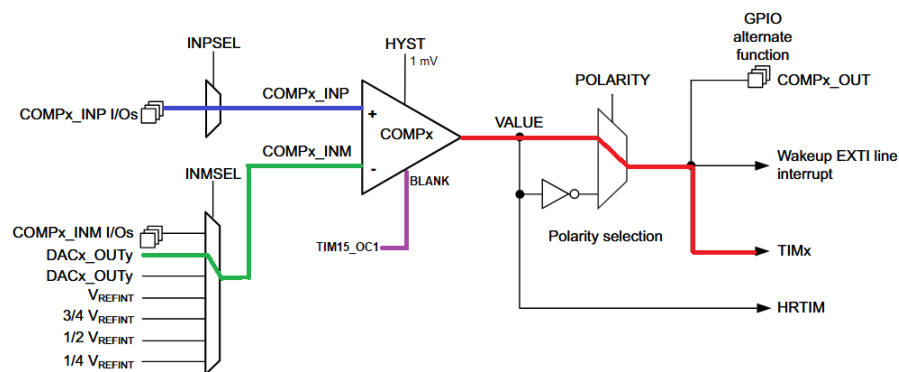 GPIO
alternate
function
INPSEL
HYST
1 mV
POLARITY
COMPx_OUT
COMPx_INP I/Os
COMPx_INP
+
COMPx
VALUE
COMPx_INM
-
Wakeup EXTI line
interrupt
INMSEL
BLANK
COMPx_INM I/Os
TIM15_OC1
Polarity selection
DACx_OUTy
TIMx
DACx_OUTy
VREFINT
HRTIM
3/4 VREFINT
1/2 VREFINT
1/4 VREFINT